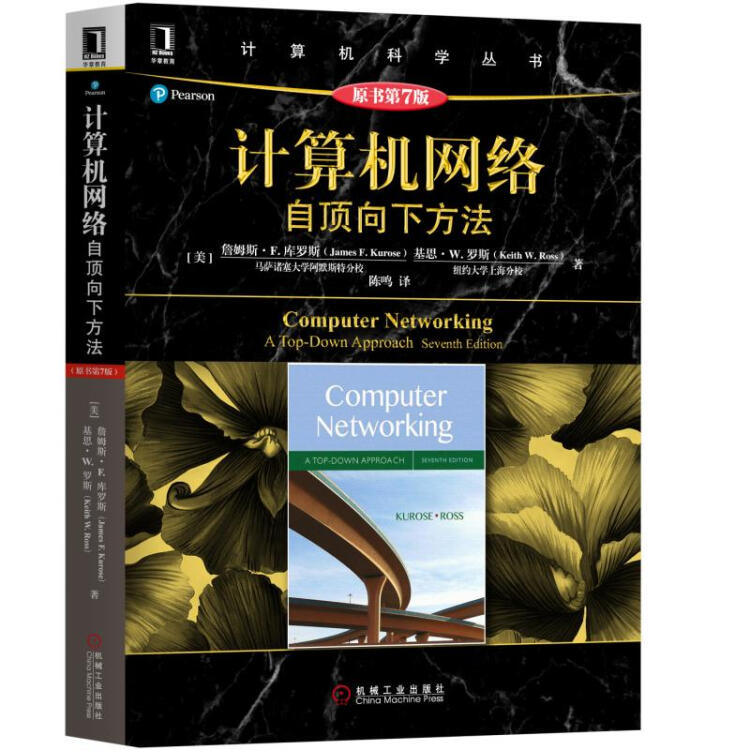 HZ BOOKS
华章教育
计算机网络
自顶向下方法
(原书第7版)
[美]
詹姆斯·F.库罗斯(James F. Kurose)
基思·W.罗斯(Keith W. Ross)
著
机械工业出版社
China Machine Press
HZ BOOKS
华章教育
计算机科学丛书
Pearson
原书第7版
计算机网络
自顶向下方法
[美] 詹姆斯·F.库罗斯(James F. Kurose) 基思·W.罗斯(Keith W. Ross) 著
马萨诸塞大学阿默斯特分校 纽约大学上海分校
陈鸣 译
Computer Networking
A Top-Down Approach Seventh Edition
Computer
Networking
A TOP-DOWN APPROACH SEVENTH EDITION
KUROSE • ROSS
机械工业出版社
China Machine Press